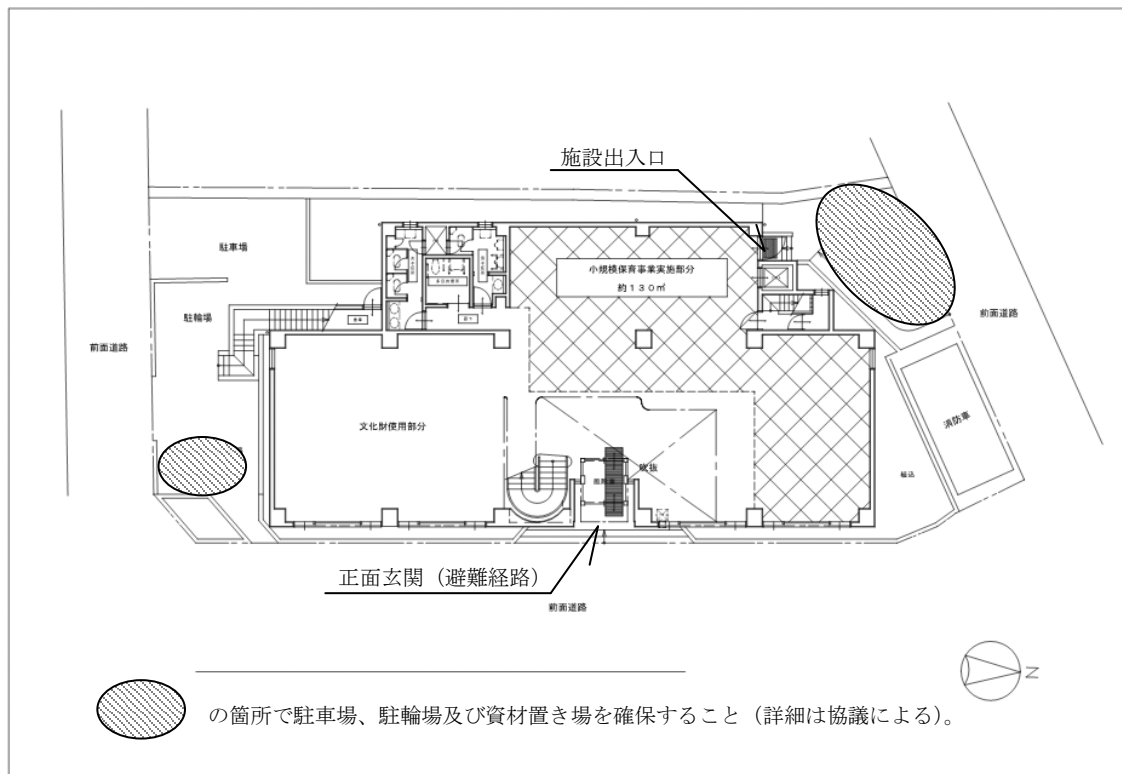 施設出入口
駐車場
小規模保育事業実施部分
約130㎡
駐輪場
前面道路
前面道路
消防車
文化財使用部分
吹抜
植込
正面玄関（避難経路）
前面道路
N
の箇所で駐車場、駐輪場及び資材置き場を確保すること（詳細は協議による）。